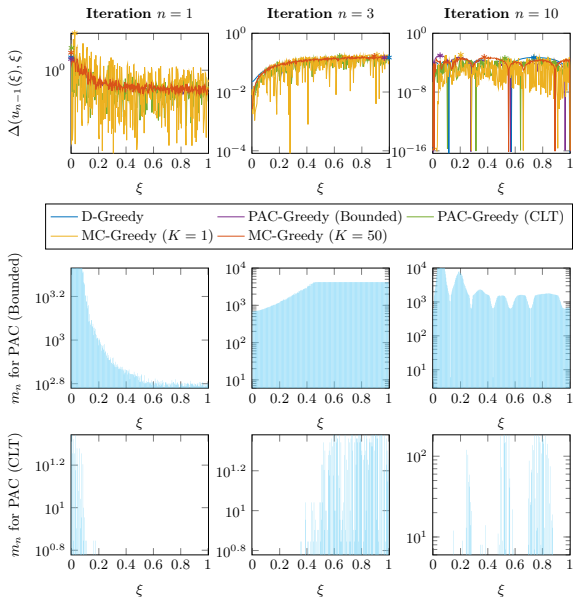 Iteration n = 1
Iteration n = 3
Iteration n = 10
Δ(u_{n−1}(ξ), ξ)
10^0
0 0.2 0.4 0.6 0.8 1
ξ
10^0
10^−2
10^−4
0 0.2 0.4 0.6 0.8 1
ξ
10^−2
10^−9
10^−16
0 0.2 0.4 0.6 0.8 1
ξ
D-Greedy PAC-Greedy (Bounded) PAC-Greedy (CLT)
MC-Greedy (K = 1) MC-Greedy (K = 50)
m_n for PAC (Bounded)
10^3.2
10^3
10^2.8
0 0.2 0.4 0.6 0.8 1
ξ
10^4
10^3
10^2
10^1
0 0.2 0.4 0.6 0.8 1
ξ
10^4
10^3
10^2
10^1
0 0.2 0.4 0.6 0.8 1
ξ
m_n for PAC (CLT)
10^1.2
10^1
10^0.8
0 0.2 0.4 0.6 0.8 1
ξ
10^1.2
10^1
10^0.8
0 0.2 0.4 0.6 0.8 1
ξ
10^2
10^1
0 0.2 0.4 0.6 0.8 1
ξ